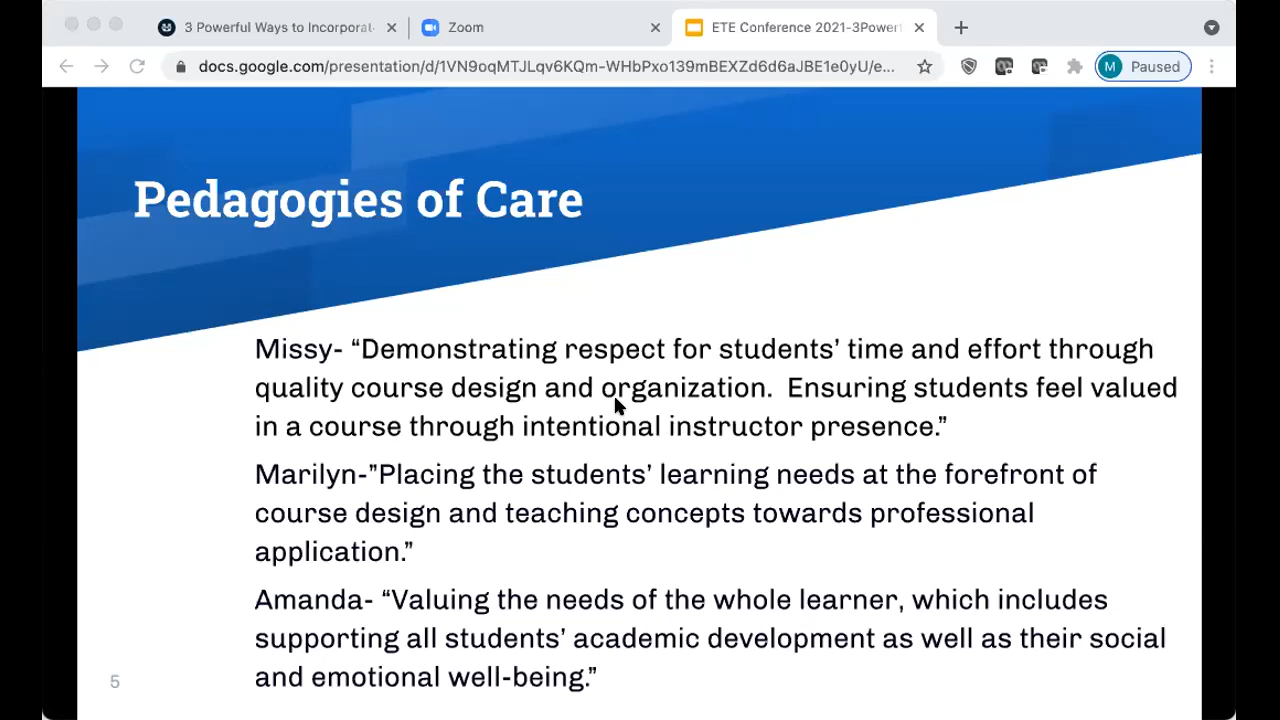 3 Powerful Ways to Incorporat
Zoom
ETE Conference 2021-3Powerf
docs.google.com/presentation/d/1VN9oqMTJLqv6KQm-WHbPxo139mBEXZd6d6aJBE1e0yU/e...
M
Paused
Pedagogies of Care
Missy- “Demonstrating respect for students’ time and effort through
quality course design and organization.  Ensuring students feel valued
in a course through intentional instructor presence.”
Marilyn-”Placing the students’ learning needs at the forefront of
course design and teaching concepts towards professional
application.”
Amanda- “Valuing the needs of the whole learner, which includes
supporting all students’ academic development as well as their social
and emotional well-being.”
5